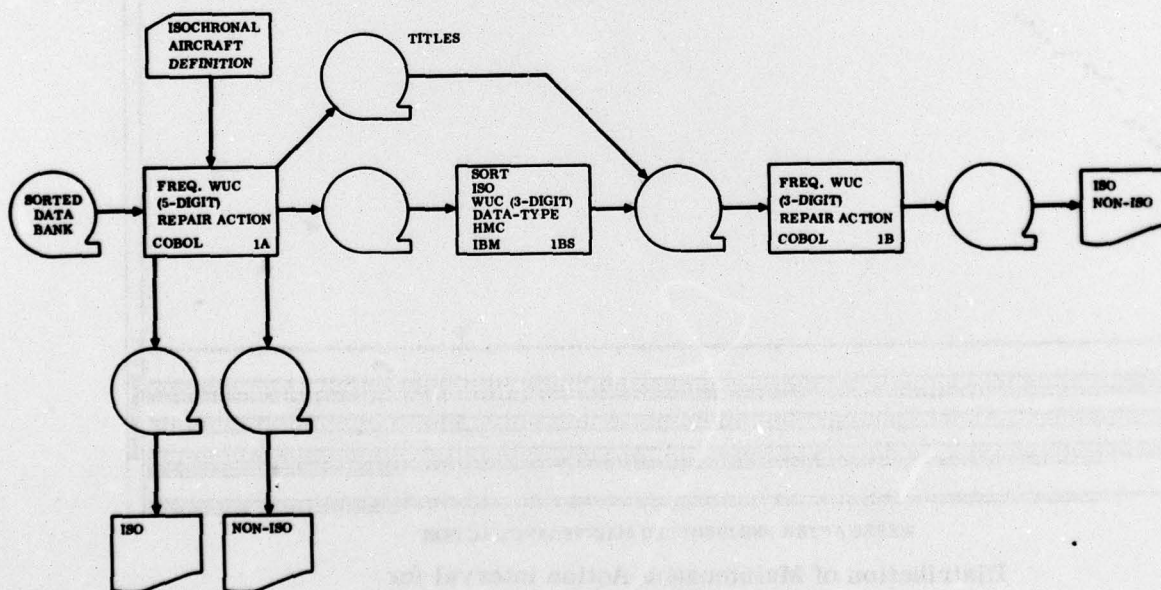 ISOCHRONAL
AIRCRAFT
DEFINITION
TITLES
SORTED
DATA
BANK
FREQ. WUC
(5-DIGIT)
REPAIR ACTION
COBOL 1A
SORT
ISO
WUC (3-DIGIT)
DATA-TYPE
HMC
IBM 1BS
FREQ. WUC
(3-DIGIT)
REPAIR ACTION
COBOL 1B
ISO
NON-ISO
ISO
NON-ISO
Distribution of Maintenance Action Interval for